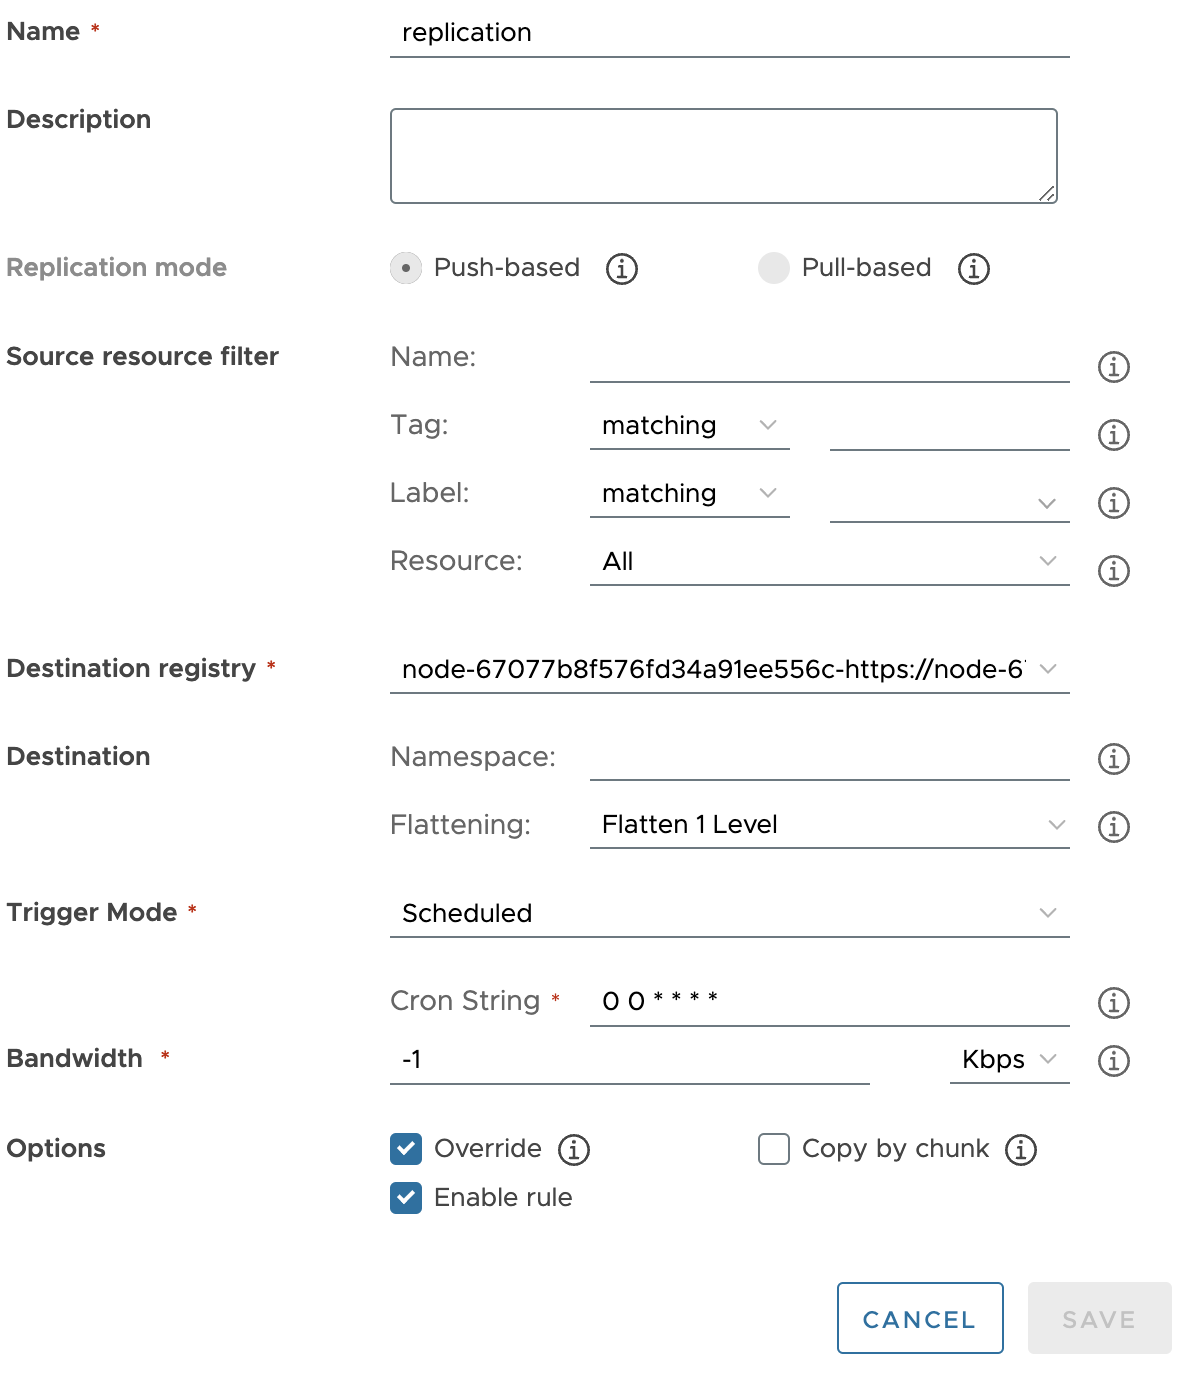 Name *
replication
Description
Replication mode
Push-based
Pull-based
Source resource filter
Name:
Tag:
matching
Label:
matching
Resource:
All
Destination registry *
node-67077b8f576fd34a91ee556c-https://node-6
Destination
Namespace:
Flattening:
Flatten 1 Level
Trigger Mode *
Scheduled
Cron String *
0 0 * * * *
Bandwidth *
-1
Kbps
Options
Override
Copy by chunk
Enable rule
CANCEL
SAVE